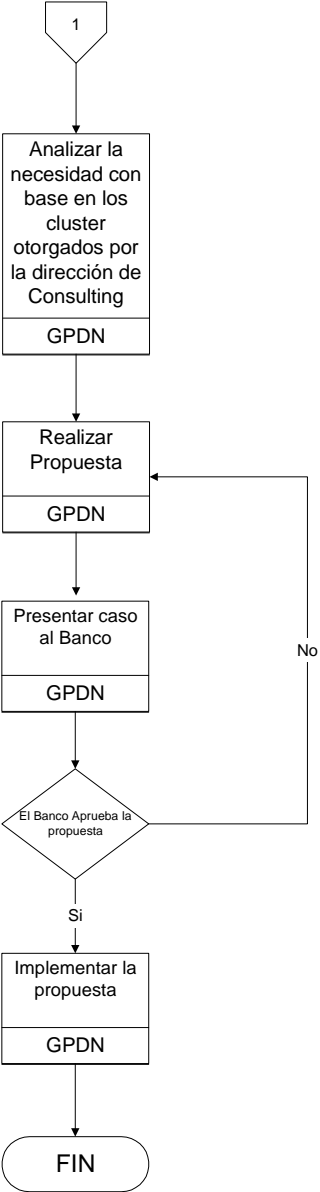 1
Analizar la
necesidad con
base en los
cluster
otorgados por
la dirección de
Consulting
GPDN
Realizar
Propuesta
GPDN
Presentar caso
al Banco
GPDN
No
El Banco Aprueba la
propuesta
Si
Implementar la
propuesta
GPDN
FIN